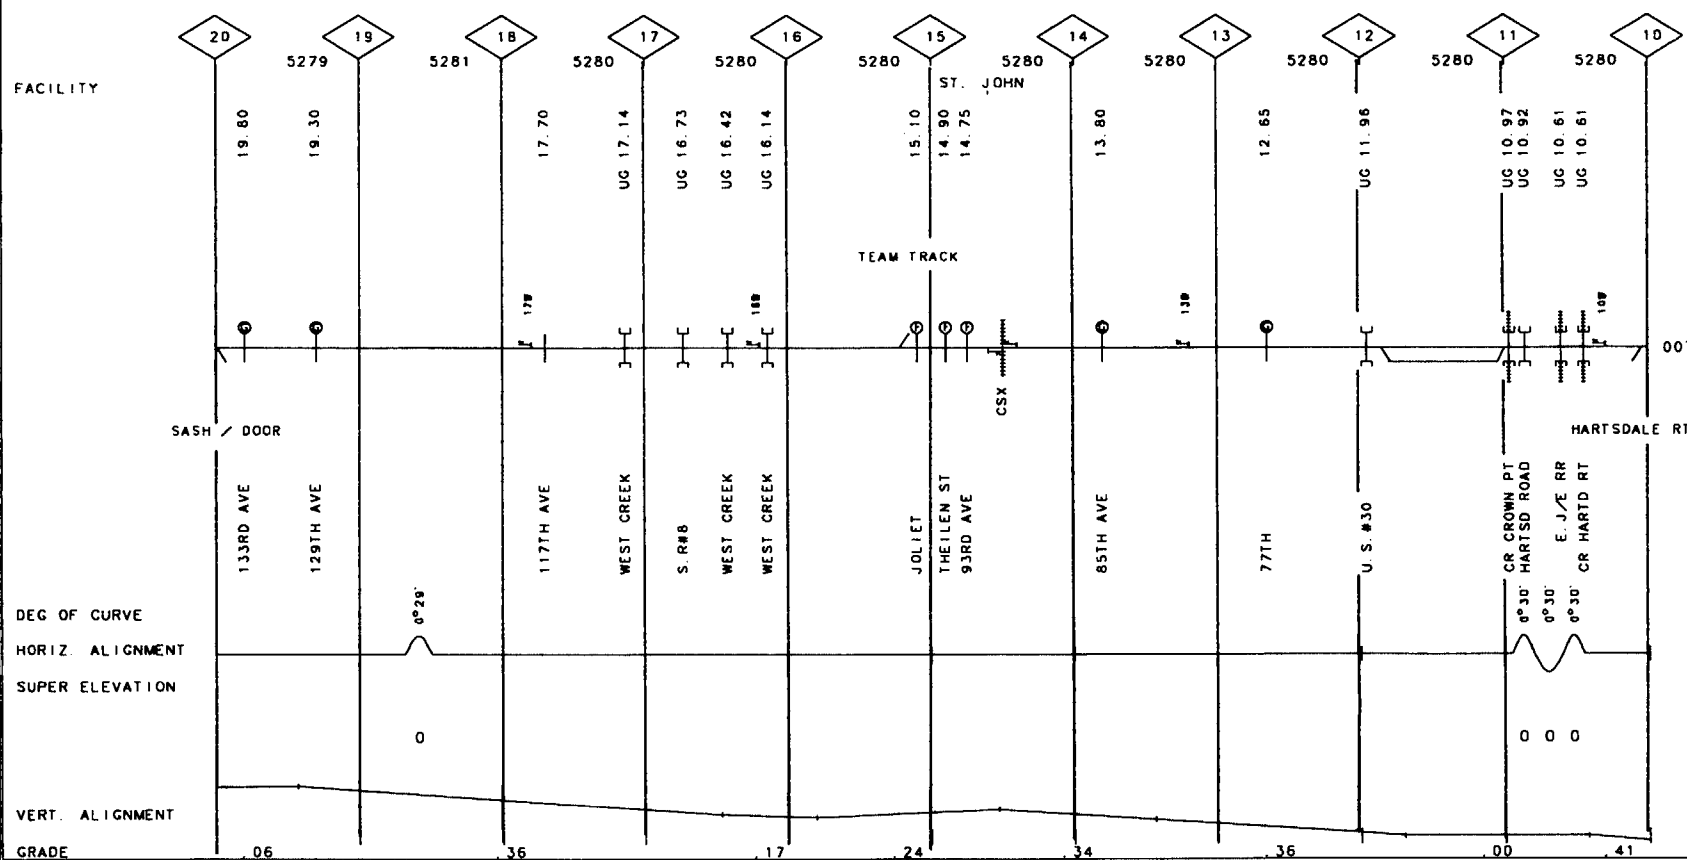 20 19 18 17 16 15 14 13 12 11 10
5279 5281 5280 5280 5280 5280 5280 5280 5280 5280
FACILITY
ST. JOHN
19.80
19.30
17.70
UG 17.14
UG 16.73
UG 16.42
UG 16.14
15.10
14.90
14.75
13.80
12.65
UG 11.96
UG 10.97
UG 10.92
UG 10.61
UG 10.61
TEAM TRACK
G G F F F G G
CSX
SASH / DOOR
HARTSDALE RT
133RD AVE
129TH AVE
117TH AVE
WEST CREEK
S.R#8
WEST CREEK
WEST CREEK
JOLIET
THEILEN ST
93RD AVE
85TH AVE
77TH
U.S.#30
CR CROWN PT
HARTSD ROAD
E.J/E RR
CR HARTD RT
DEG OF CURVE
0°29' 0°30' 0°30' 0°30'
HORIZ. ALIGNMENT
SUPER ELEVATION
0 0 0 0
VERT. ALIGNMENT
GRADE .06 .36 .17 .24 .34 .36 .00 .41